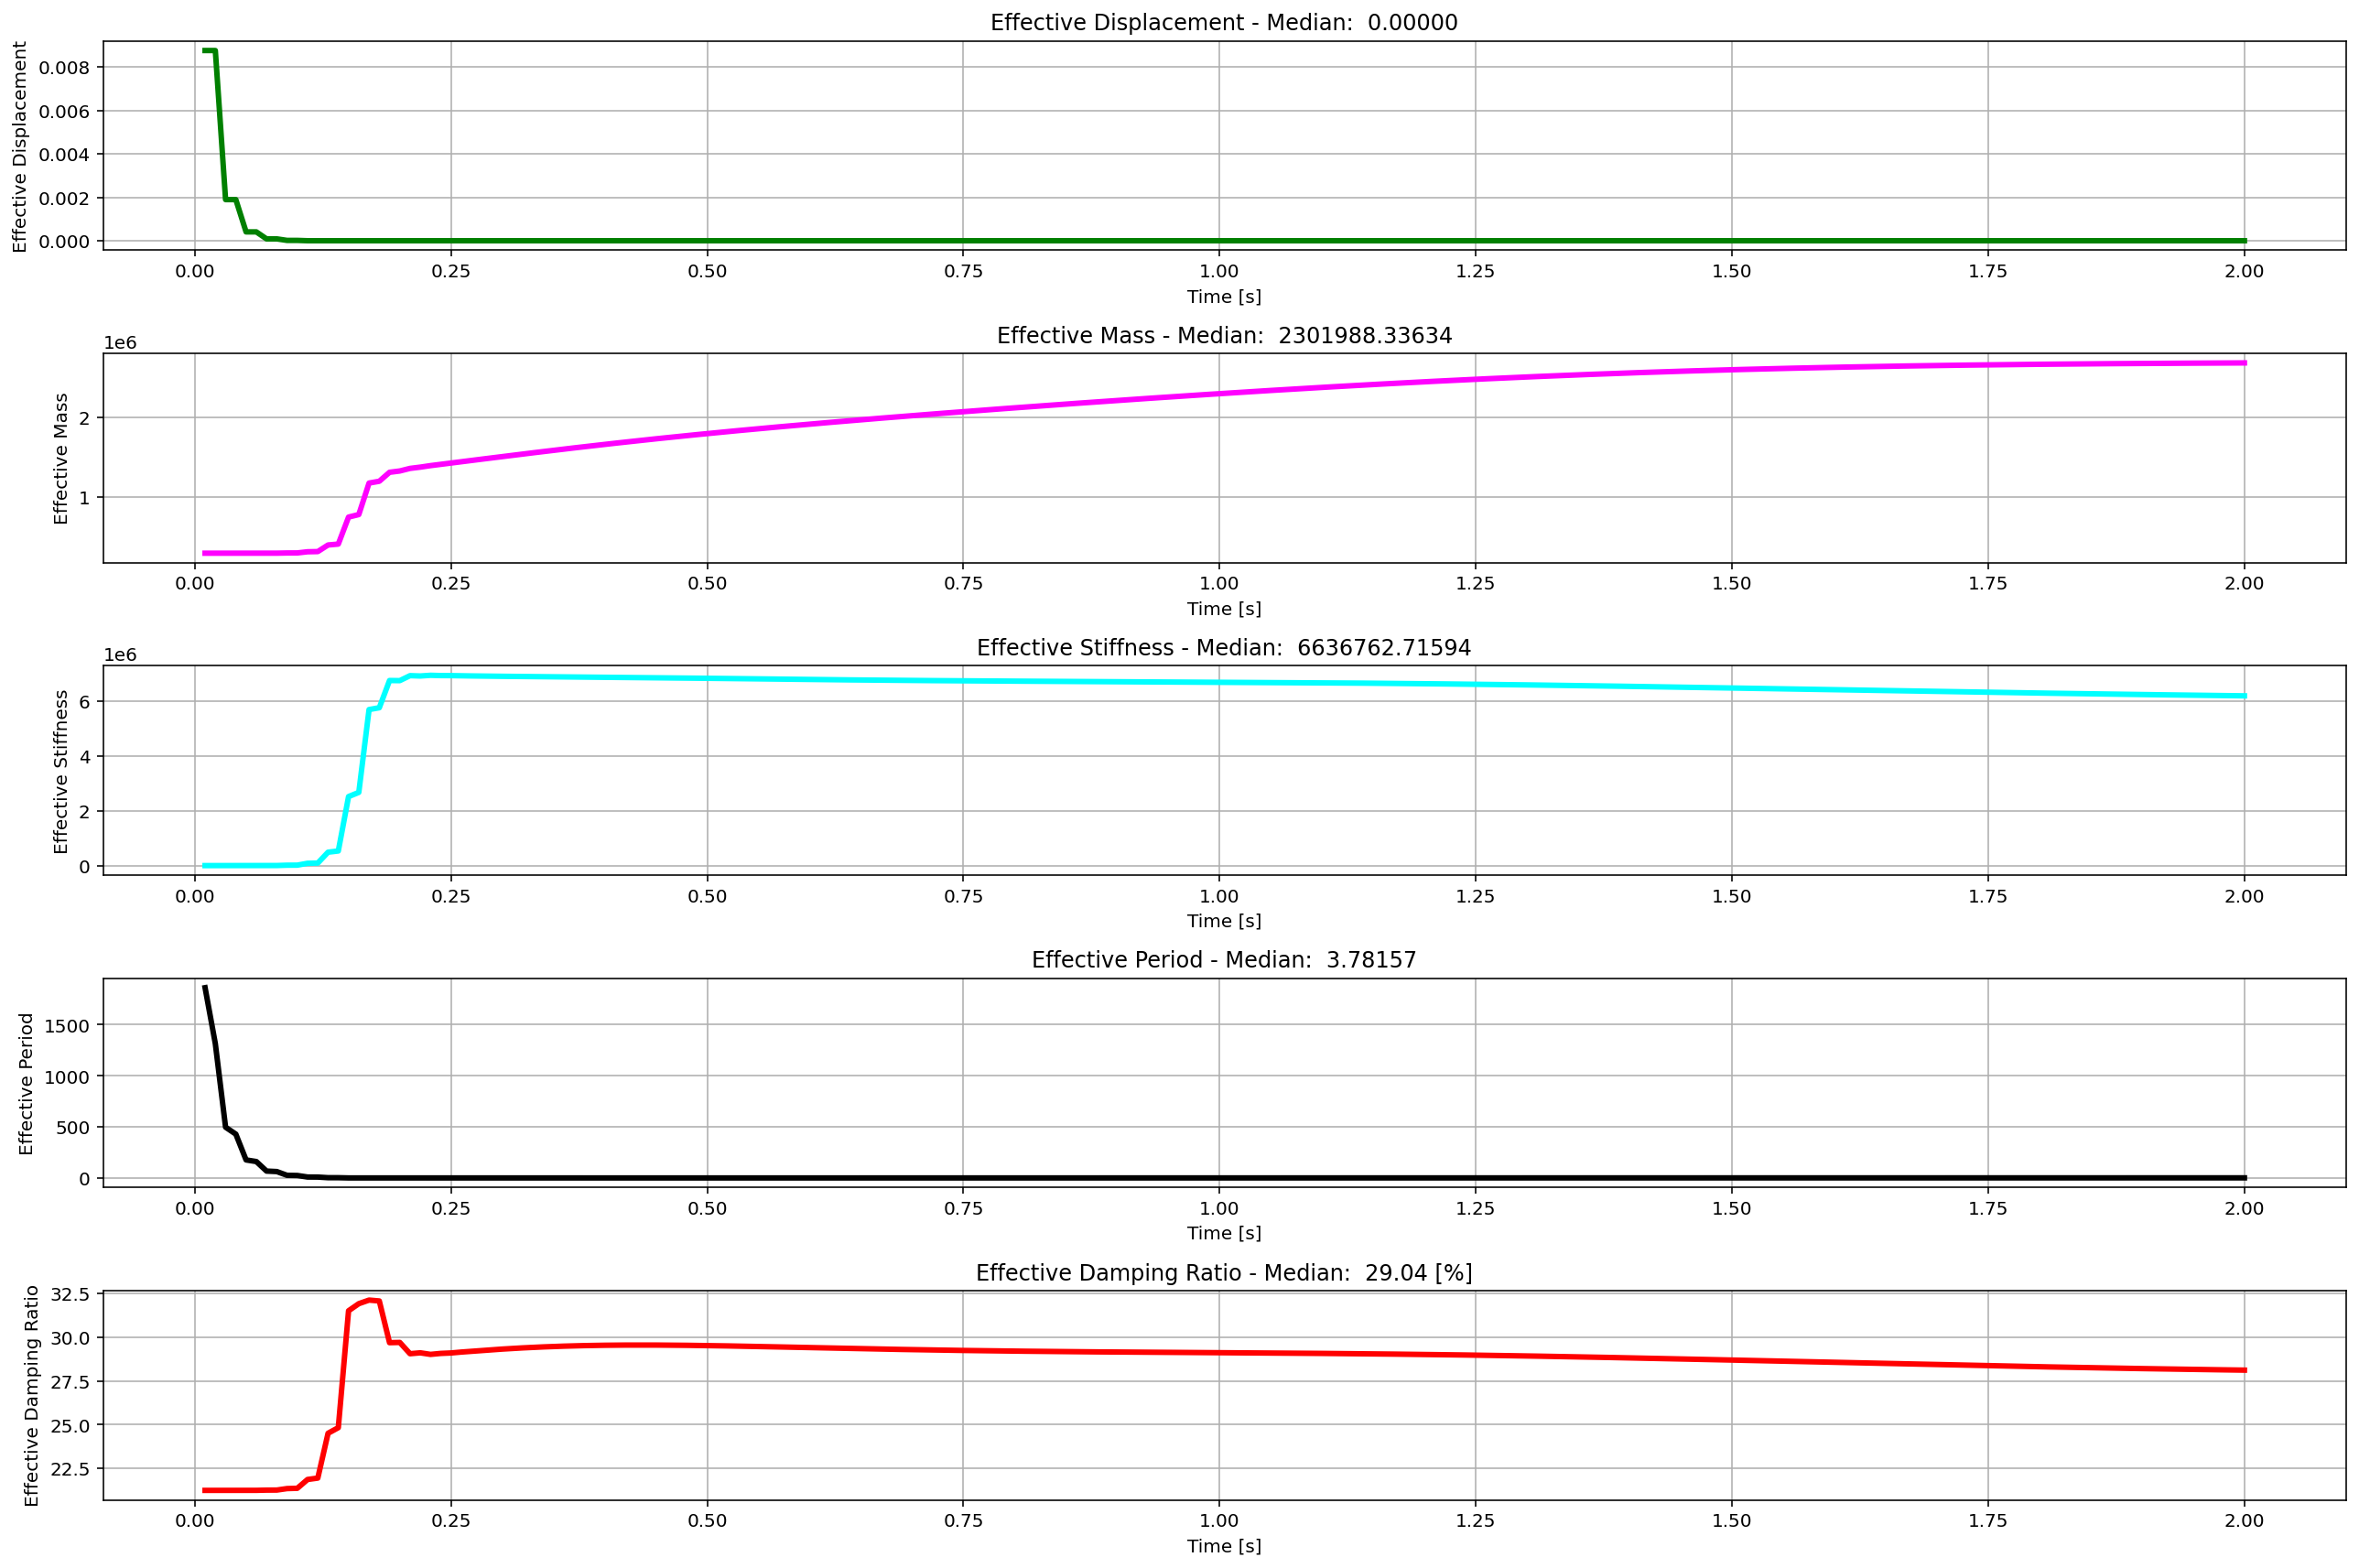 Effective Displacement - Median:  0.00000
Effective Displacement
0.008
0.006
0.004
0.002
0.000
0.00 0.25 0.50 0.75 1.00 1.25 1.50 1.75 2.00
Time [s]
Effective Mass - Median:  2301988.33634
1e6
Effective Mass
2
1
0.00 0.25 0.50 0.75 1.00 1.25 1.50 1.75 2.00
Time [s]
Effective Stiffness - Median:  6636762.71594
1e6
Effective Stiffness
6
4
2
0
0.00 0.25 0.50 0.75 1.00 1.25 1.50 1.75 2.00
Time [s]
Effective Period - Median:  3.78157
Effective Period
1500
1000
500
0
0.00 0.25 0.50 0.75 1.00 1.25 1.50 1.75 2.00
Time [s]
Effective Damping Ratio - Median:  29.04 [%]
Effective Damping Ratio
32.5
30.0
27.5
25.0
22.5
0.00 0.25 0.50 0.75 1.00 1.25 1.50 1.75 2.00
Time [s]